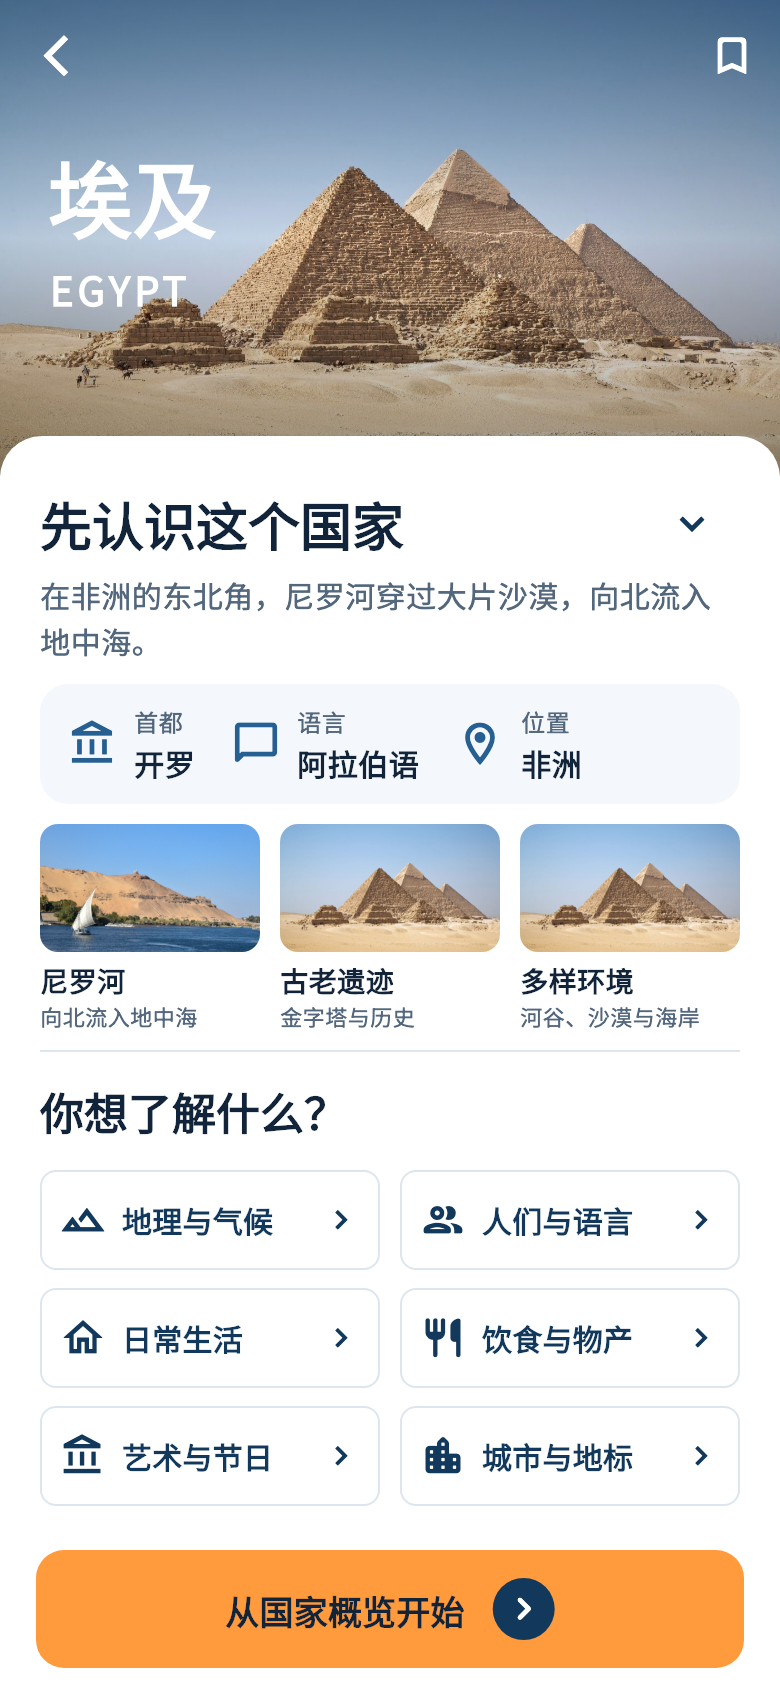 埃及
EGYPT
先认识这个国家
在非洲的东北角，尼罗河穿过大片沙漠，向北流入
地中海。
首都
开罗
语言
阿拉伯语
位置
非洲
尼罗河
向北流入地中海
古老遗迹
金字塔与历史
多样环境
河谷、沙漠与海岸
你想了解什么？
地理与气候
人们与语言
日常生活
饮食与物产
艺术与节日
城市与地标
从国家概览开始